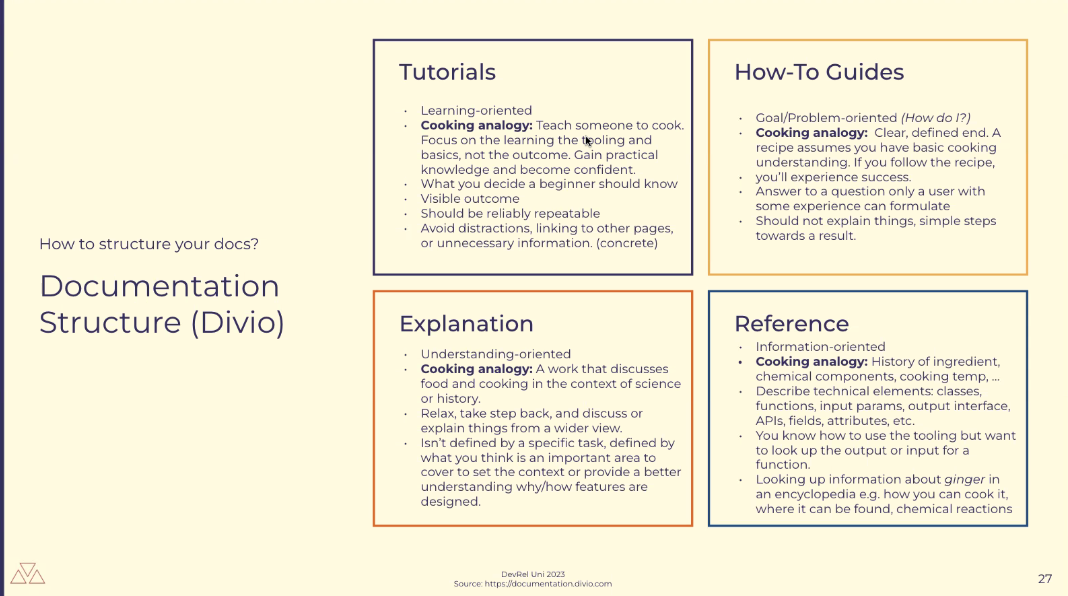 How to structure your docs?
Documentation
Structure (Divio)
Tutorials
• Learning-oriented
• Cooking analogy: Teach someone to cook.
Focus on the learning the tooling and
basics, not the outcome. Gain practical
knowledge and become confident.
• What you decide a beginner should know
• Visible outcome
• Should be reliably repeatable
• Avoid distractions, linking to other pages,
or unnecessary information. (concrete)
How-To Guides
• Goal/Problem-oriented (How do I?)
• Cooking analogy: Clear, defined end. A
recipe assumes you have basic cooking
understanding. If you follow the recipe,
• you'll experience success.
• Answer to a question only a user with
some experience can formulate
• Should not explain things, simple steps
towards a result.
Explanation
• Understanding-oriented
• Cooking analogy: A work that discusses
food and cooking in the context of science
or history.
• Relax, take step back, and discuss or
explain things from a wider view.
• Isn't defined by a specific task, defined by
what you think is an important area to
cover to set the context or provide a better
understanding why/how features are
designed.
Reference
• Information-oriented
• Cooking analogy: History of ingredient,
chemical components, cooking temp, ...
• Describe technical elements: classes,
functions, input params, output interface,
APIs, fields, attributes, etc.
• You know how to use the tooling but want
to look up the output or input for a
function.
• Looking up information about ginger in
an encyclopedia e.g. how you can cook it,
where it can be found, chemical reactions
DevRel Uni 2023
Source: https://documentation.divio.com
27